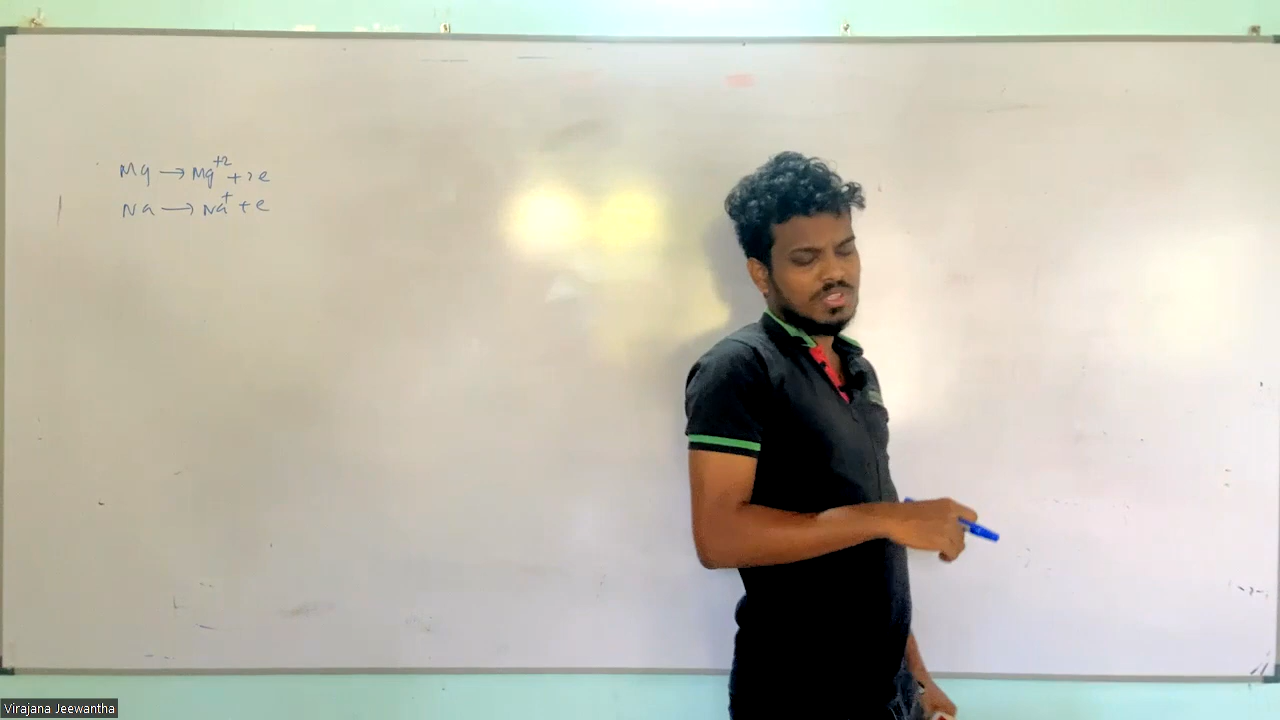 Mg → Mg⁺² + 2e
Na → Na⁺ + e
Virajana Jeewantha